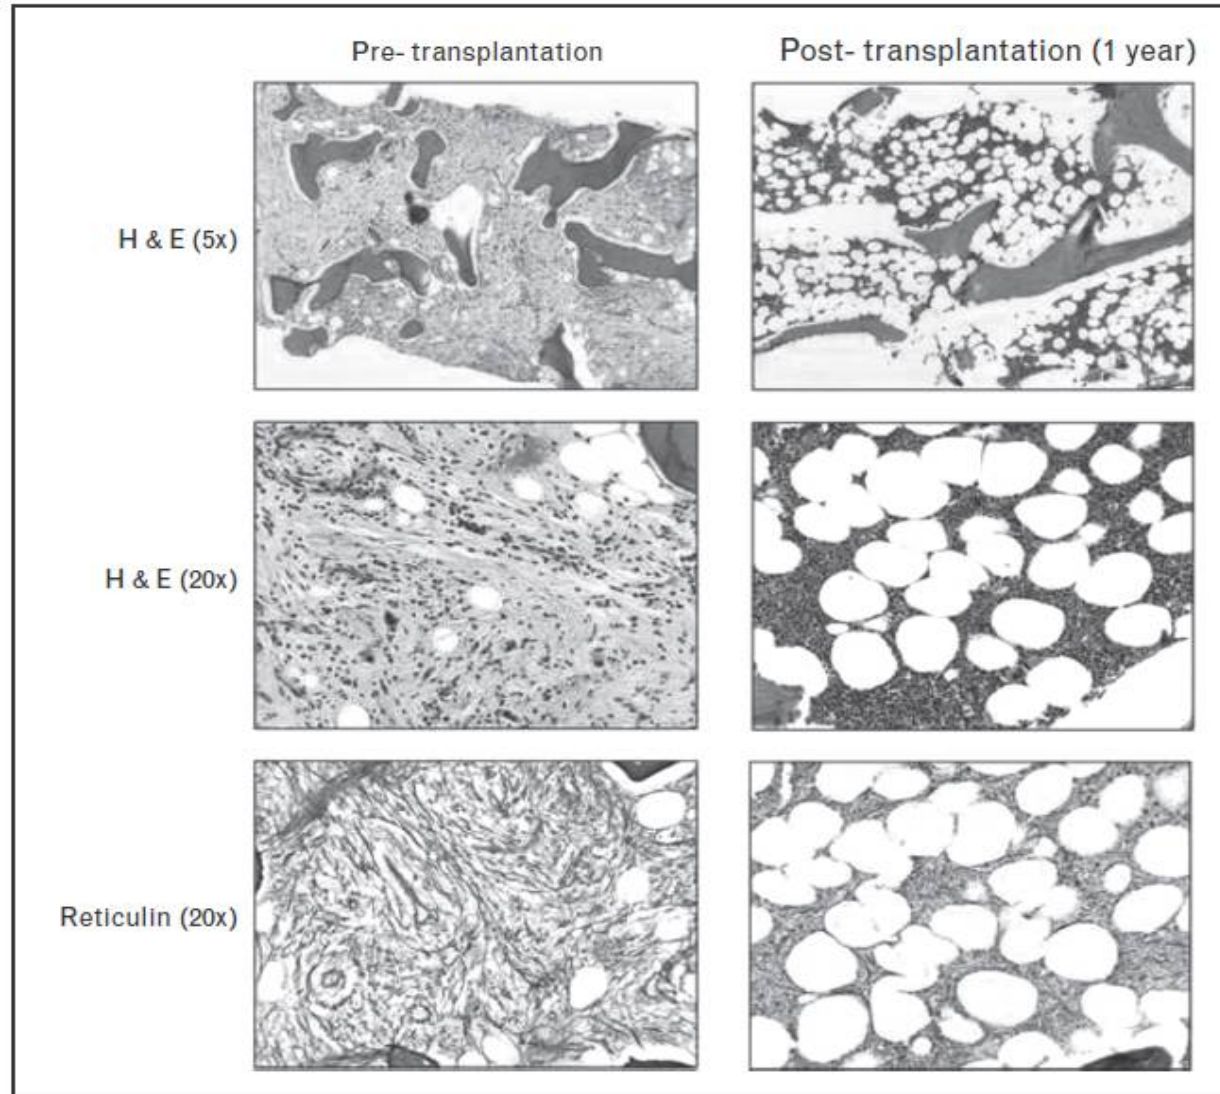 Pre- transplantation
Post- transplantation (1 year)
H & E (5x)
H & E (20x)
Reticulin (20x)